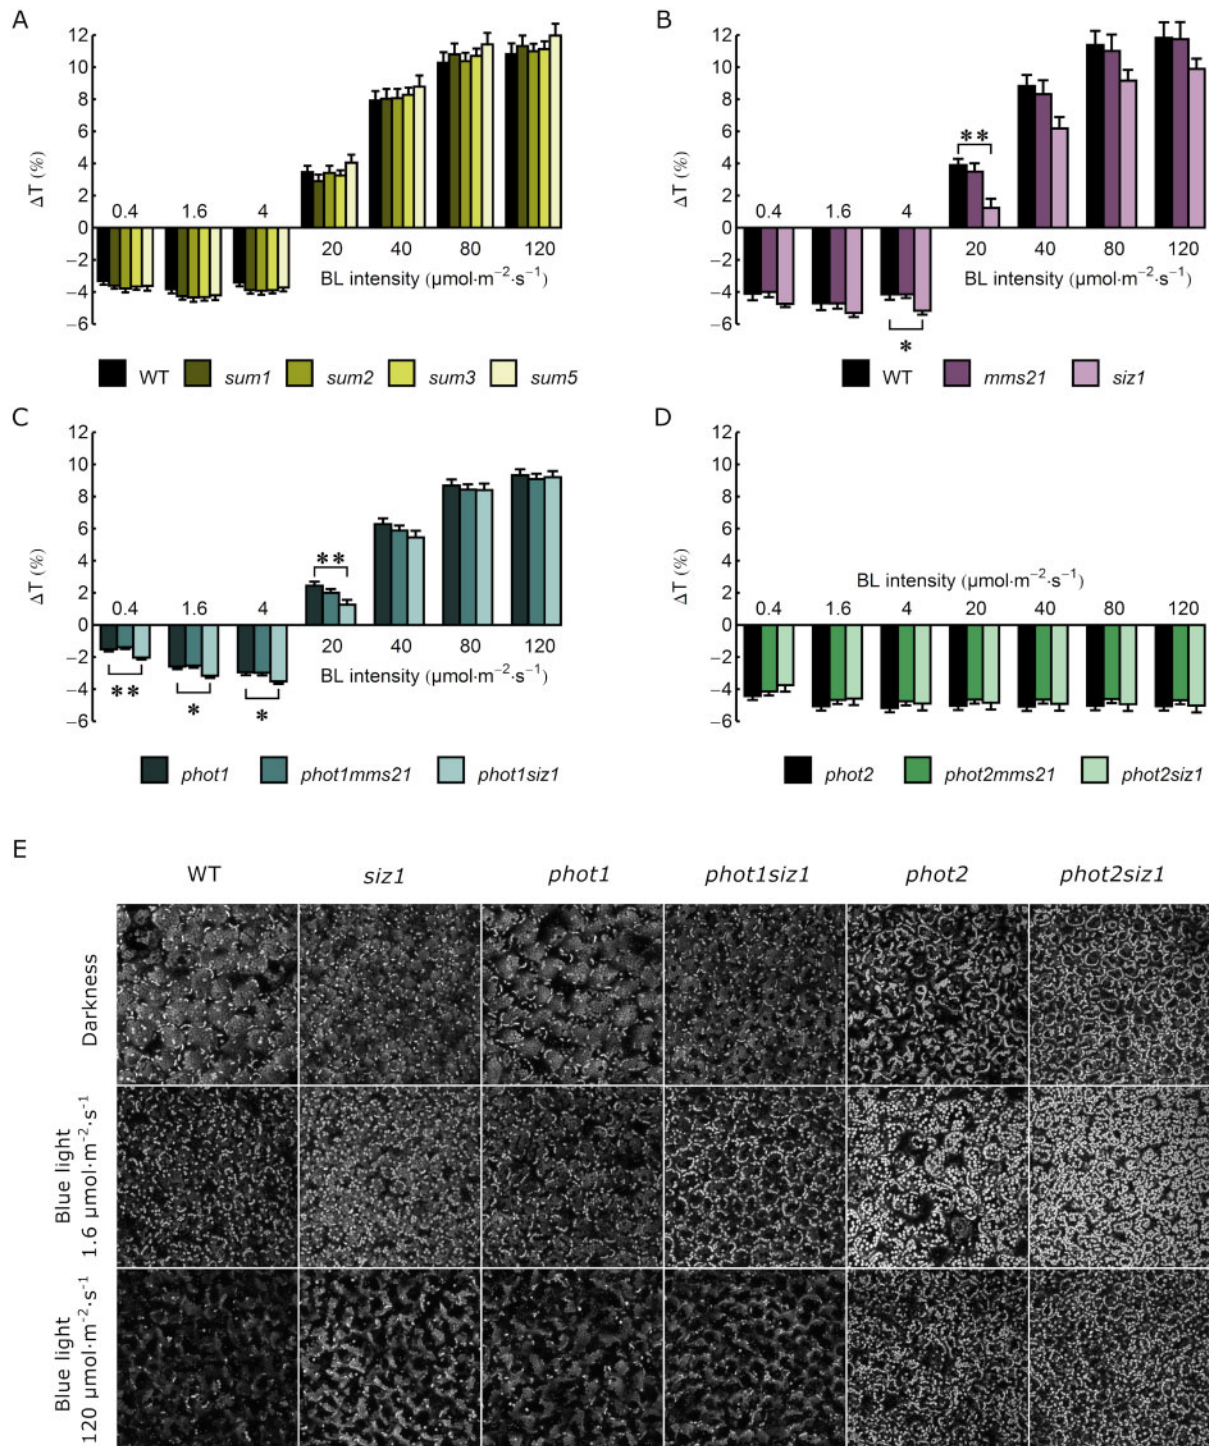 A
12
10
8
6
4
2
0
−2
−4
−6
ΔT (%)
0.4 1.6 4
20 40 80 120
BL intensity (μmol·m⁻²·s⁻¹)
WT sum1 sum2 sum3 sum5
B
12
10
8
6
4
2
0
−2
−4
−6
ΔT (%)
**
0.4 1.6 4
20 40 80 120
BL intensity (μmol·m⁻²·s⁻¹)
*
WT mms21 siz1
C
12
10
8
6
4
2
0
−2
−4
−6
ΔT (%)
**
0.4 1.6 4
20 40 80 120
BL intensity (μmol·m⁻²·s⁻¹)
** * *
phot1 phot1mms21 phot1siz1
D
12
10
8
6
4
2
0
−2
−4
−6
ΔT (%)
BL intensity (μmol·m⁻²·s⁻¹)
0.4 1.6 4 20 40 80 120
phot2 phot2mms21 phot2siz1
E
WT siz1 phot1 phot1siz1 phot2 phot2siz1
Darkness
Blue light
1.6 μmol·m⁻²·s⁻¹
Blue light
120 μmol·m⁻²·s⁻¹